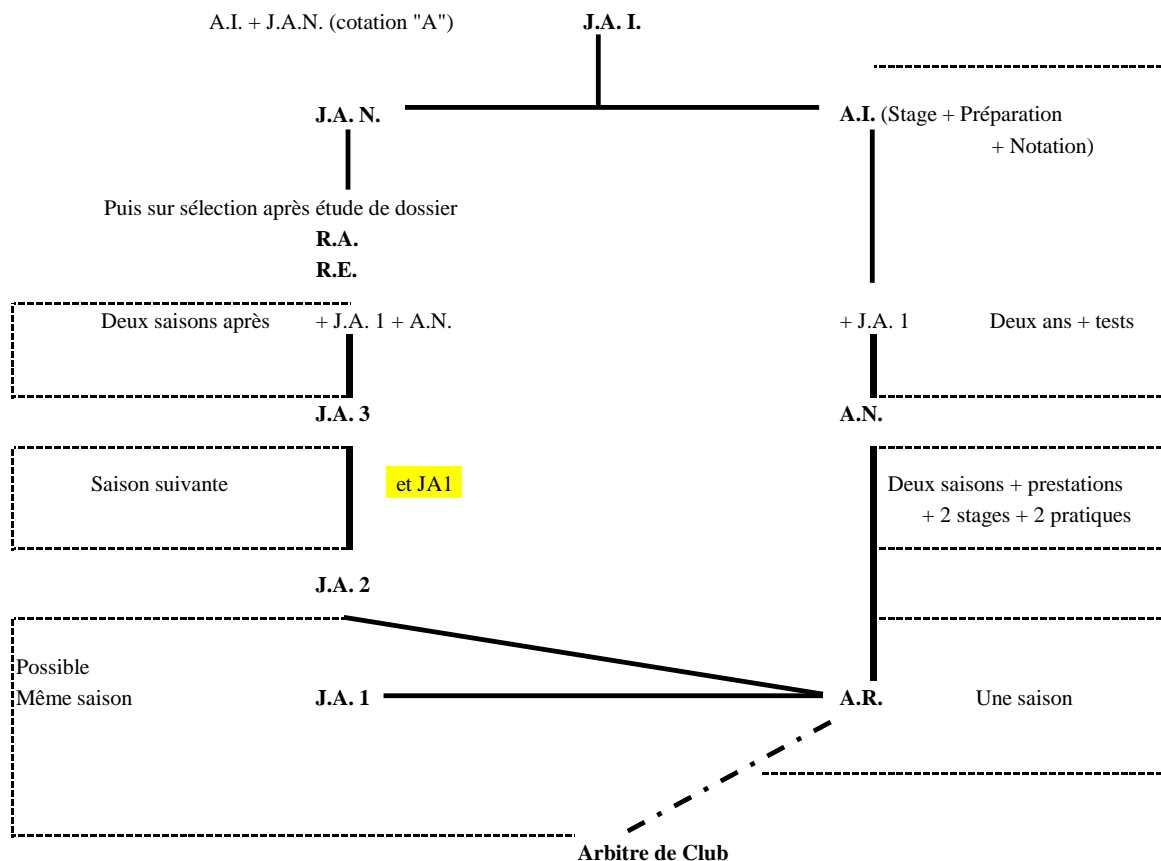 A.I. + J.A.N. (cotation "A") J.A. I.
J.A. N. A.I. (Stage + Préparation
+ Notation)
Puis sur sélection après étude de dossier
R.A.
R.E.
Deux saisons après + J.A. 1 + A.N. + J.A. 1 Deux ans + tests
J.A. 3 A.N.
Saison suivante et JA1 Deux saisons + prestations
+ 2 stages + 2 pratiques
J.A. 2
Possible
Même saison J.A. 1 A.R. Une saison
Arbitre de Club